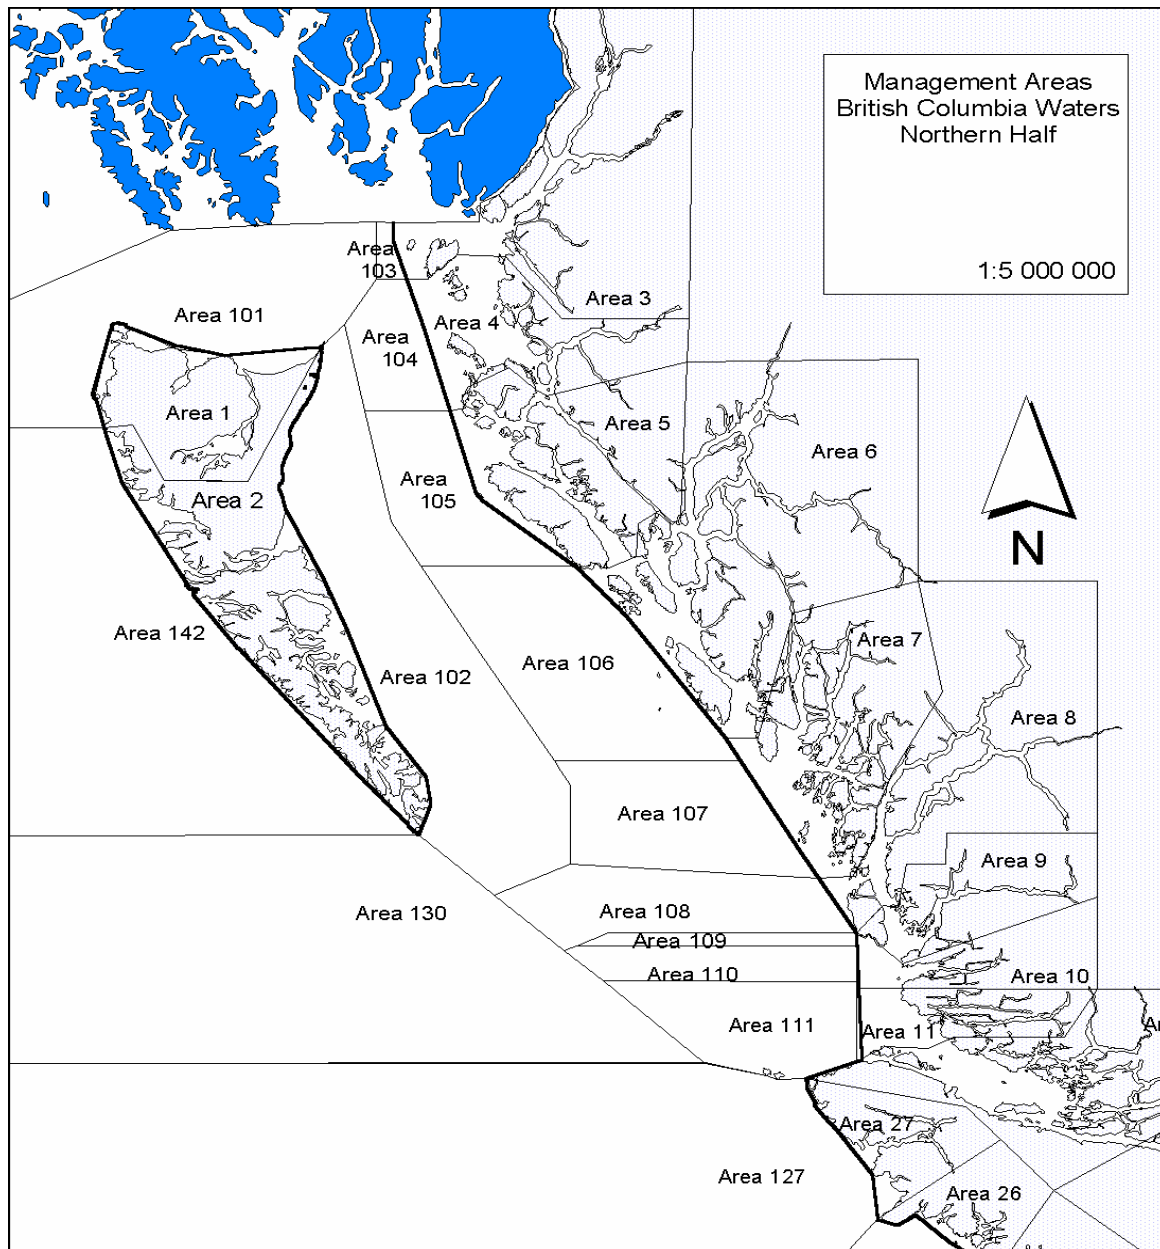 Management Areas
British Columbia Waters
Northern Half
1:5 000 000
Area
103
Area 3
Area 101
Area 4
Area
104
Area 1
Area 5
Area 6
Area
105
Area 2
N
Area 142
Area 7
Area 106
Area 102
Area 8
Area 107
Area 9
Area 130
Area 108
Area 109
Area 110
Area 10
Area 111
Area 11
Area 27
Area 127
Area 26